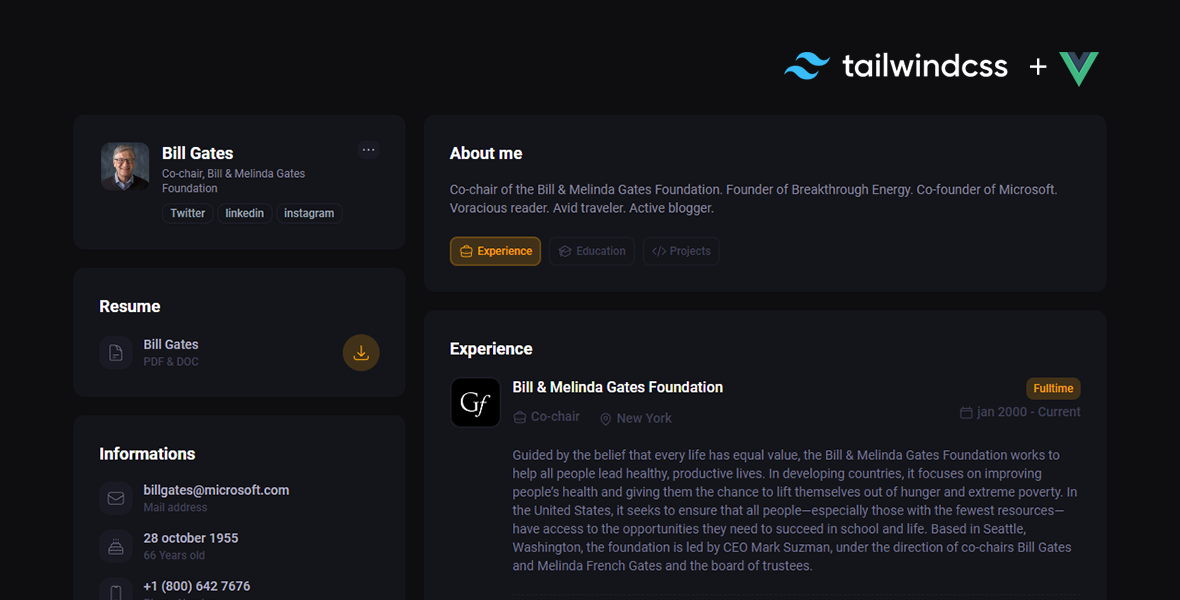 tailwindcss +
Bill Gates
Co-chair, Bill & Melinda Gates
Foundation
Twitter linkedin instagram
Resume
Bill Gates
PDF & DOC
Informations
billgates@microsoft.com
Mail address
28 october 1955
66 Years old
+1 (800) 642 7676
About me
Co-chair of the Bill & Melinda Gates Foundation. Founder of Breakthrough Energy. Co-founder of Microsoft.
Voracious reader. Avid traveler. Active blogger.
Experience Education </> Projects
Experience
Gf
Bill & Melinda Gates Foundation
Fulltime
Co-chair New York
jan 2000 - Current
Guided by the belief that every life has equal value, the Bill & Melinda Gates Foundation works to
help all people lead healthy, productive lives. In developing countries, it focuses on improving
people's health and giving them the chance to lift themselves out of hunger and extreme poverty. In
the United States, it seeks to ensure that all people—especially those with the fewest resources—
have access to the opportunities they need to succeed in school and life. Based in Seattle,
Washington, the foundation is led by CEO Mark Suzman, under the direction of co-chairs Bill Gates
and Melinda French Gates and the board of trustees.